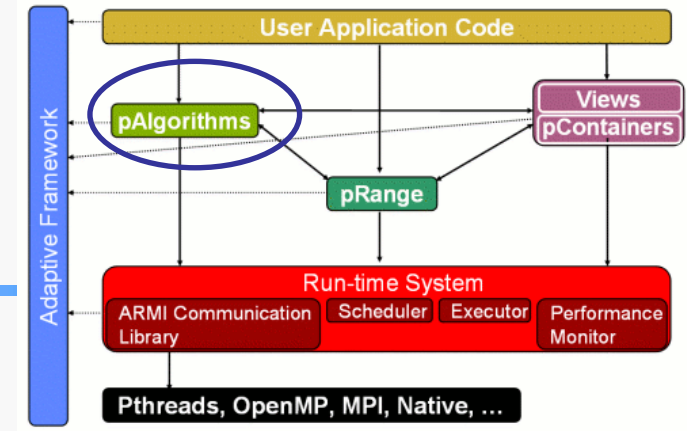 User Application Code
Adaptive Framework
pAlgorithms
Views
pContainers
pRange
Run-time System
ARMI Communication
Library
Scheduler
Executor
Performance
Monitor
Pthreads, OpenMP, MPI, Native, ...